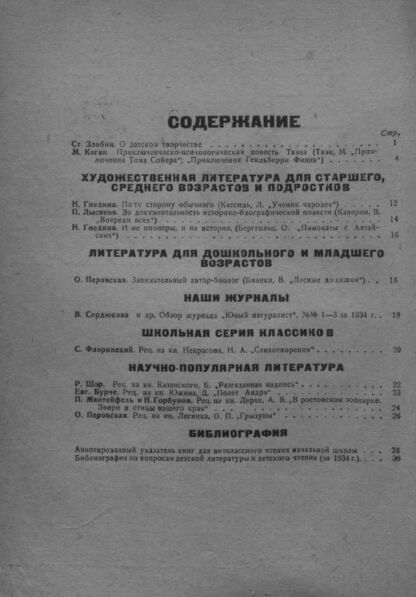 СОДЕРЖАНИЕ
Стр.
Ст. Злобин. О детском творчестве . . . 1
М. Коган. Приключенческо-психологическая повесть Твэна (Твэн, М. „Приключения Тома Сойера“; „Приключения Гекльберри Финна“) . . . 4
ХУДОЖЕСТВЕННАЯ ЛИТЕРАТУРА ДЛЯ СТАРШЕГО,
СРЕДНЕГО ВОЗРАСТОВ И ПОДРОСТКОВ
Н. Гнедина. По ту сторону обычного (Кассиль, Л. „Ученик чародея“) . . . 12
П. Лысяков. За документальность историко-биографической повести (Каверин, В.
„Впереди всех“) . . . 14
Н. Гнедина. И не пионеры, и не история. (Берггольц, О. „Пимокаты с Алтай-
ских“) . . . 16
ЛИТЕРАТУРА ДЛЯ ДОШКОЛЬНОГО И МЛАДШЕГО
ВОЗРАСТОВ
О. Перовская. Занимательный автор-биолог (Бианки, В. „Лесные домишки“) . . . 18
НАШИ ЖУРНАЛЫ
В. Сердюкова и др. Обзор журнала „Юный натуралист“, №№ 1—3 за 1934 г. . 19
ШКОЛЬНАЯ СЕРИЯ КЛАССИКОВ
С. Флоринский. Рец. на кн. Некрасова, Н. А. „Стихотворения“ . . . 20
НАУЧНО-ПОПУЛЯРНАЯ ЛИТЕРАТУРА
Р. Шор. Рец. на кн. Казанского, Б. „Разгаданная надпись“ . . . 22
Евг. Бурче. Рец. на кн. Южина, Д. „Полет Андрэ“ . . . 23
П. Мантейфель и Н. Горбунов. Рец. на кн. Лерхе, А. В. „В ростовском зоопарке.
Звери и птицы нашего края“ . . . 24
О. Перовская. Рец. на кн. Лесника, О. П. „Грызуны“ . . . 26
БИБЛИОГРАФИЯ
Аннотированный указатель книг для внеклассного чтения начальной школы . . 28
Библиография по вопросам детской литературы и детского чтения (за 1934 г.) . . 30